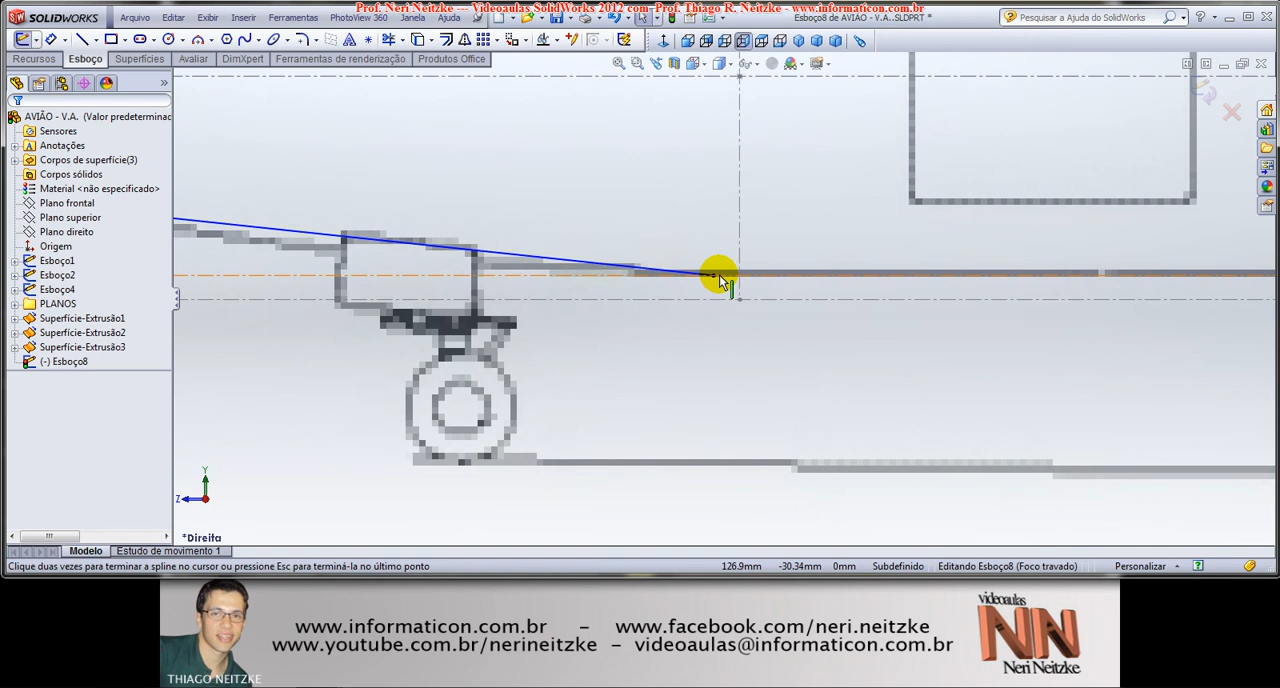 Prof. Neri Neitzke --- Videoaulas SolidWorks 2012 com Prof. Thiago R. Neitzke - www.informaticon.com.br
SOLIDWORKS Arquivo Editar Exibir Inserir Ferramentas PhotoView 360 My Toolbox Toolbox Janela Ajuda Esboço8 de AVIAO - V.A..SLDPRT * Pesquisar a Ajuda do SolidWorks
Recursos Esboço Superfícies Avaliar DimXpert Ferramentas de renderização Produtos Office
AVIÃO - V.A. (Valor predeterminac
Sensores
Anotações
Corpos de superfície(3)
Corpos sólidos
Material <não especificado>
Plano frontal
Plano superior
Plano direito
Origem
Esboço1
Esboço2
Esboço4
PLANOS
Superfície-Extrusão1
Superfície-Extrusão2
Superfície-Extrusão3
(-) Esboço8
Y
Z
*Direita
Modelo Estudo de movimento 1
Clique duas vezes para terminar a spline no cursor ou pressione Esc para terminá-la no último ponto 126.9mm -30.34mm 0mm Subdefinido Editando Esboço8 (Foco travado) Personalizar
www.informaticon.com.br - www.facebook.com/neri.neitzke
www.youtube.com.br/nerineitzke - videoaulas@informaticon.com.br
THIAGO NEITZKE
videoaulas
NN
Neri Neitzke